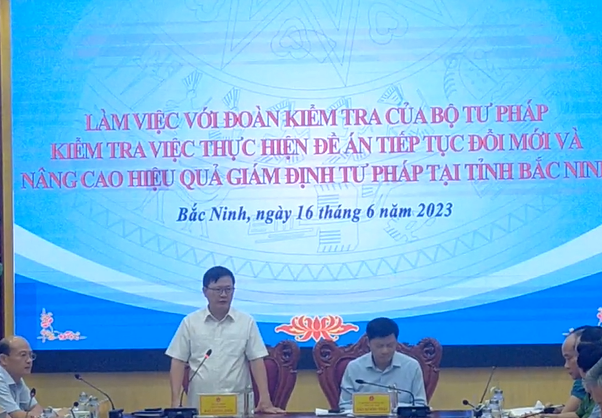 LÀM VIỆC VỚI ĐOÀN KIỂM TRA CỦA BỘ TƯ PHÁP
KIỂM TRA VIỆC THỰC HIỆN ĐỀ ÁN TIẾP TỤC ĐỔI MỚI VÀ
NÂNG CAO HIỆU QUẢ GIÁM ĐỊNH TƯ PHÁP TẠI TỈNH BẮC NINH
Bắc Ninh, ngày 16 tháng 6 năm 2023